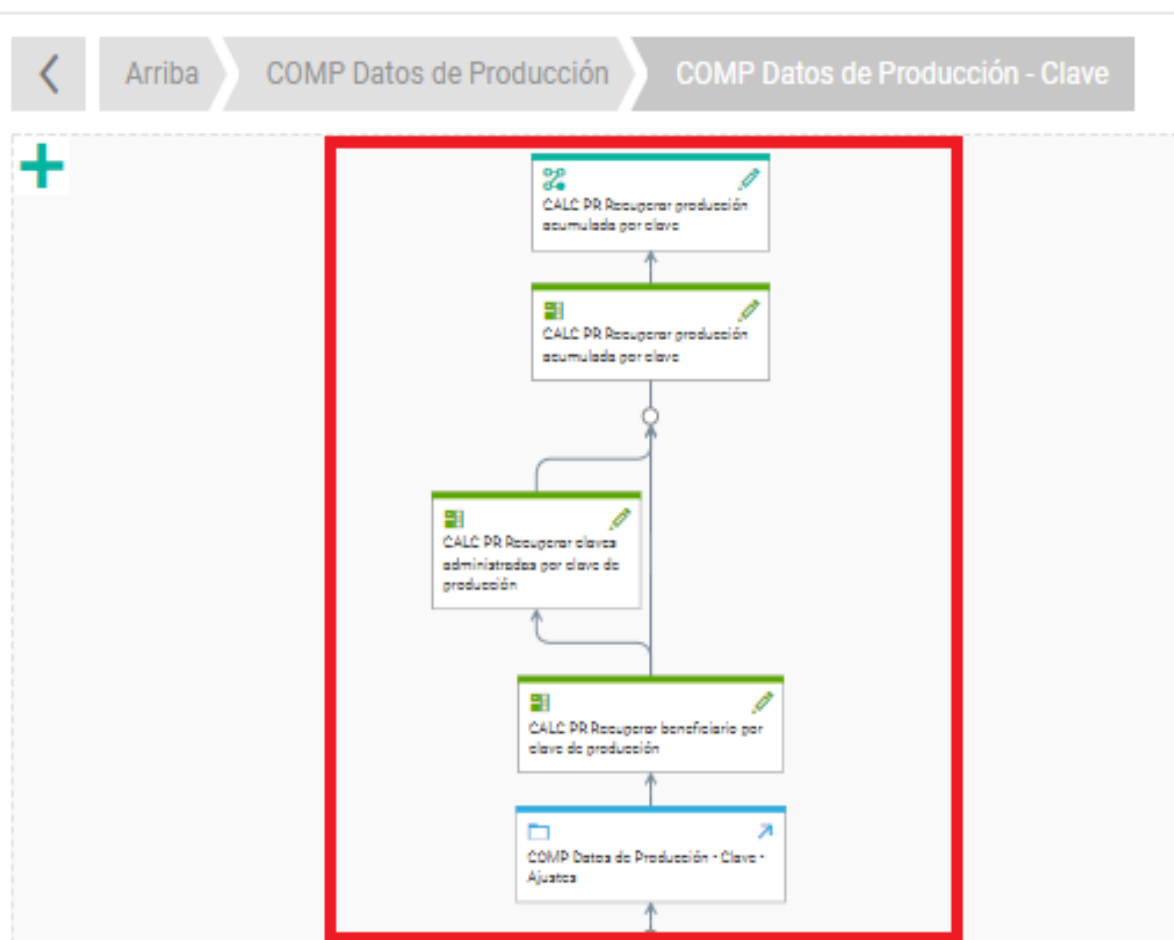 Arriba
COMP Datos de Producción
COMP Datos de Producción - Clave
CALC PR Recuperar producción
acumulada por clave
CALC PR Recuperar producción
acumulada por clave
CALC PR Recuperar claves
administradas por clave de
producción
CALC PR Recuperar beneficiario por
clave de producción
COMP Datos de Producción - Clave -
Ajustes